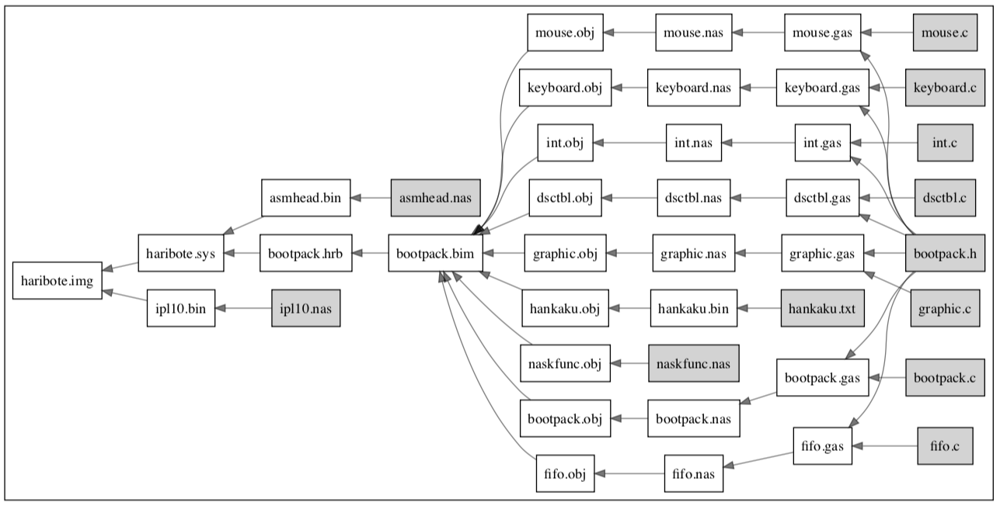 mouse.obj
mouse.nas
mouse.gas
mouse.c
keyboard.obj
keyboard.nas
keyboard.gas
keyboard.c
int.obj
int.nas
int.gas
int.c
asmhead.bin
asmhead.nas
dsctbl.obj
dsctbl.nas
dsctbl.gas
dsctbl.c
haribote.sys
bootpack.hrb
bootpack.bim
graphic.obj
graphic.nas
graphic.gas
bootpack.h
haribote.img
ipl10.bin
ipl10.nas
hankaku.obj
hankaku.bin
hankaku.txt
graphic.c
naskfunc.obj
naskfunc.nas
bootpack.gas
bootpack.c
bootpack.obj
bootpack.nas
fifo.gas
fifo.c
fifo.obj
fifo.nas